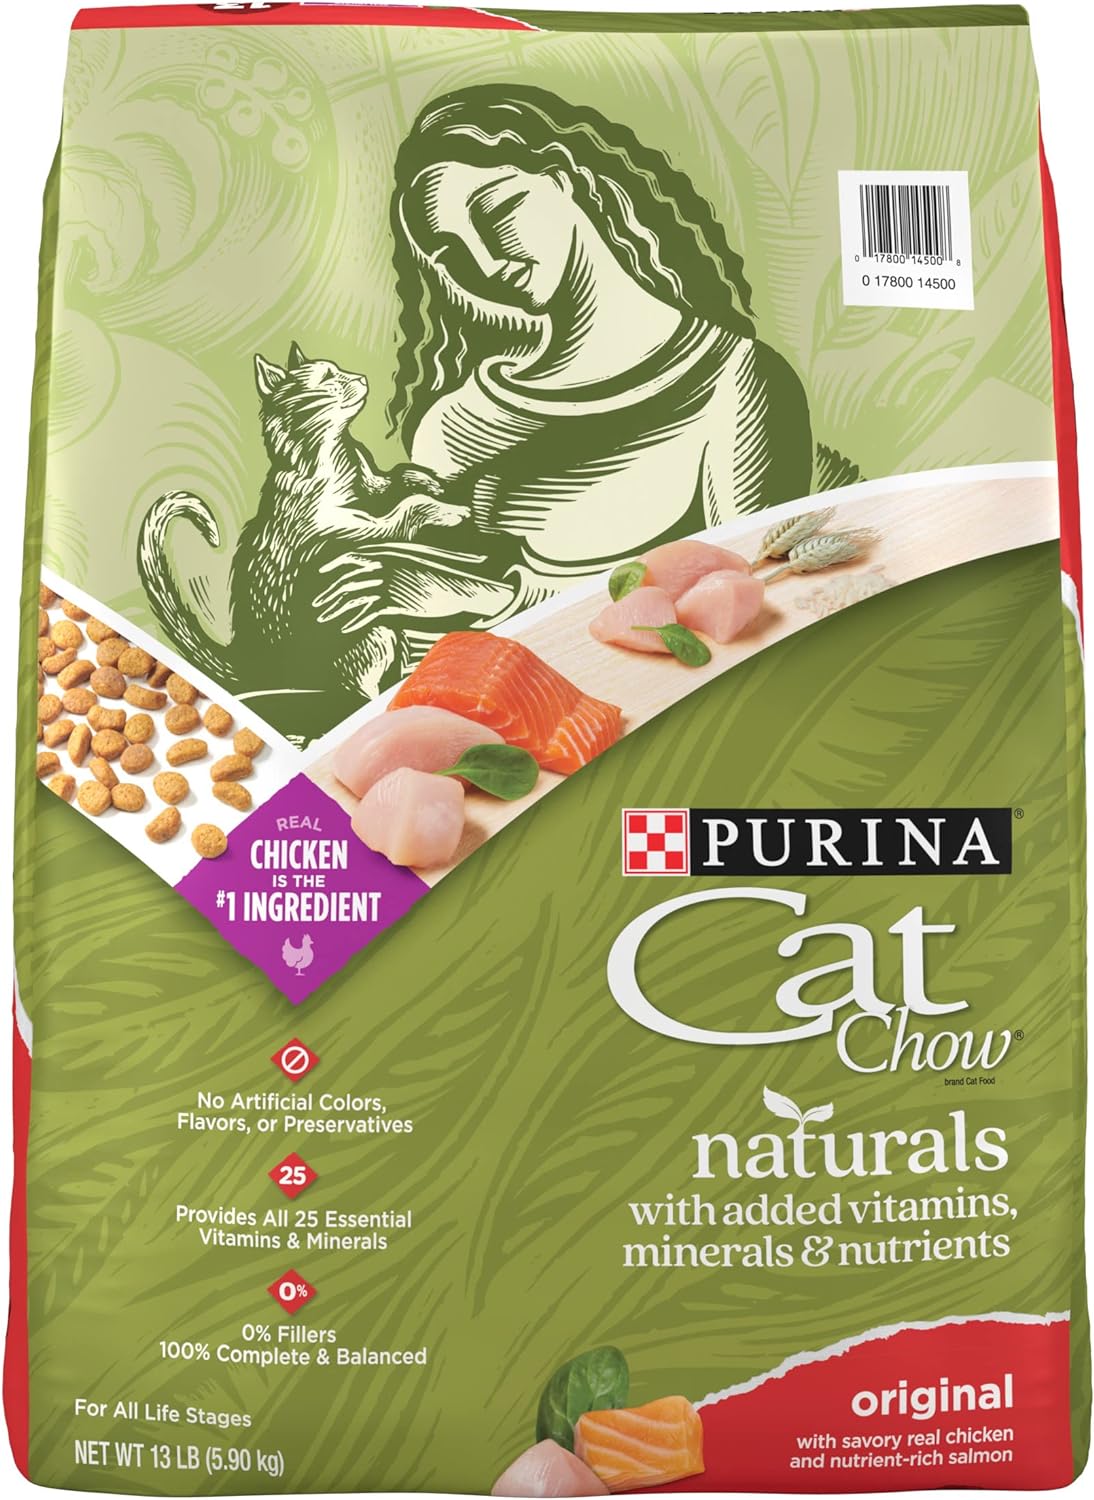 0 17800 14500 8
0 17800 14500
REAL
CHICKEN
IS THE
#1 INGREDIENT
PURINA®
Cat
Chow®
brand Cat Food
naturals
with added vitamins,
minerals & nutrients
No Artificial Colors,
Flavors, or Preservatives
25
Provides All 25 Essential
Vitamins & Minerals
0%
0% Fillers
100% Complete & Balanced
For All Life Stages
NET WT 13 LB (5.90 kg)
original
with savory real chicken
and nutrient-rich salmon